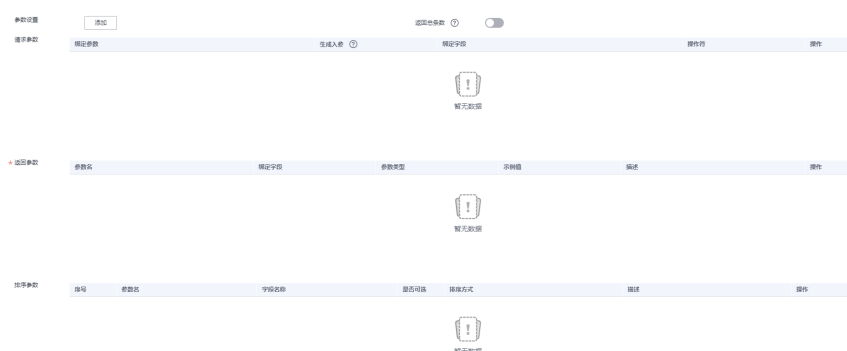 参数设置 添加 返回总条数 ?
请求参数
绑定参数 生成入参 ? 绑定字段 操作符 操作
暂无数据
* 返回参数
参数名 绑定字段 参数类型 示例值 描述 操作
暂无数据
排序参数
序号 参数名 字段名称 是否可选 排序方式 描述 操作
暂无数据